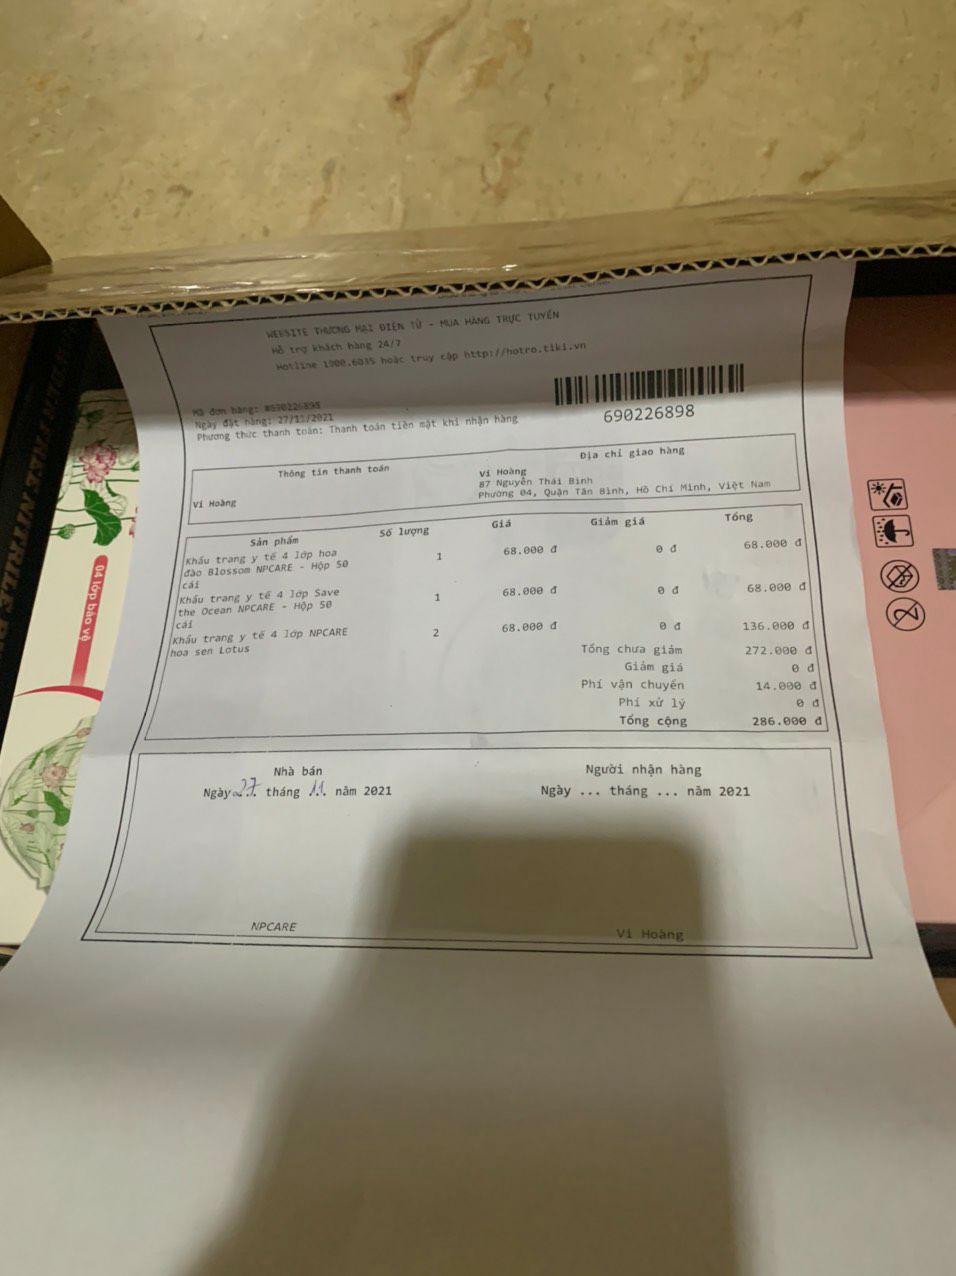 WEBSITE THƯƠNG MẠI ĐIỆN TỬ - MUA HÀNG TRỰC TUYẾN
Hỗ trợ khách hàng 24/7
Hotline 1900.6035 hoặc truy cập http://hotro.tiki.vn
Mã đơn hàng: #690226898
Ngày đặt hàng: 27/11/2021
Phương thức thanh toán: Thanh toán tiền mặt khi nhận hàng
690226898
Thông tin thanh toán
Địa chỉ giao hàng
Vi Hoàng
Vi Hoàng
87 Nguyễn Thái Bình
Phường 04, Quận Tân Bình, Hồ Chí Minh, Việt Nam
Sản phẩm Số lượng Giá Giảm giá Tổng
Khẩu trang y tế 4 lớp hoa 1 68.000 đ 0 đ 68.000 đ
đào Blossom NPCARE - Hộp 50
cái
Khẩu trang y tế 4 lớp Save 1 68.000 đ 0 đ 68.000 đ
the Ocean NPCARE - Hộp 50
cái
Khẩu trang y tế 4 lớp NPCARE 2 68.000 đ 0 đ 136.000 đ
hoa sen Lotus
Tổng chưa giảm 272.000 đ
Giảm giá 0 đ
Phí vận chuyển 14.000 đ
Phí xử lý 0 đ
Tổng cộng 286.000 đ
Nhà bán
Ngày 27 tháng 11 năm 2021
NPCARE
Người nhận hàng
Ngày ... tháng ... năm 2021
Vi Hoàng
04 lớp bảo vệ